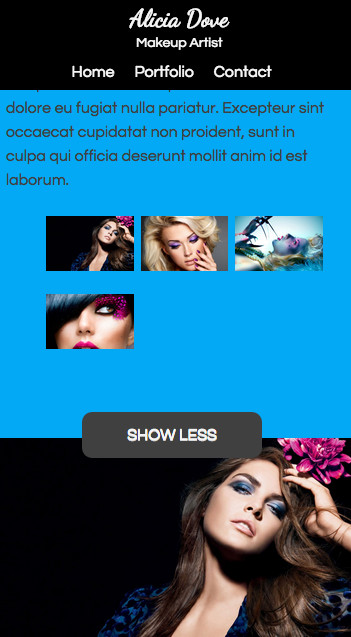 Alicia Dove
Makeup Artist
Home Portfolio Contact
dolore eu fugiat nulla pariatur. Excepteur sint
occaecat cupidatat non proident, sunt in
culpa qui officia deserunt mollit anim id est
laborum.
SHOW LESS